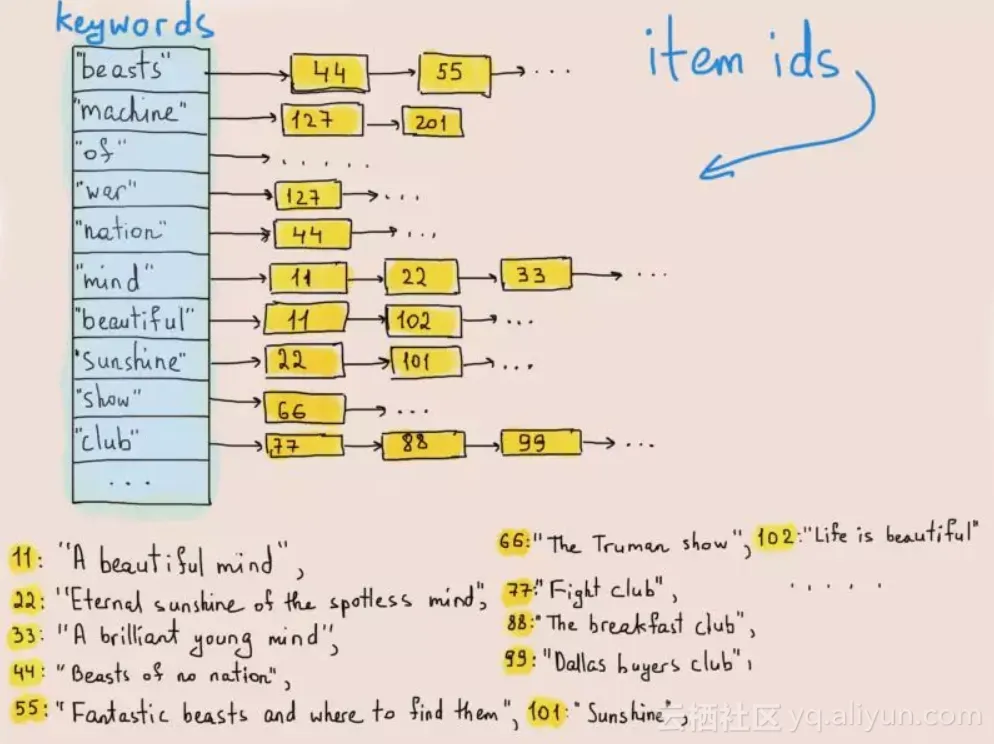 keywords
item ids
"beasts" 44 55 ...
"machine" 127 201
"of" .....
"war" 127 ...
"nation" 44 ...
"mind" 11 22 33 ...
"beautiful" 11 102 ...
"sunshine" 22 101 ...
"show" 66 ...
"club" 77 88 99 ...
...
11: "A beautiful mind",
22: "Eternal sunshine of the spotless mind",
33: "A brilliant young mind",
44: "Beasts of no nation",
55: "Fantastic beasts and where to find them", 101: "Sunshine",
66: "The Truman show", 102: "Life is beautiful"
77: "Fight club", .....
88: "The breakfast club",
99: "Dallas buyers club",
云栖社区 yq.aliyun.com